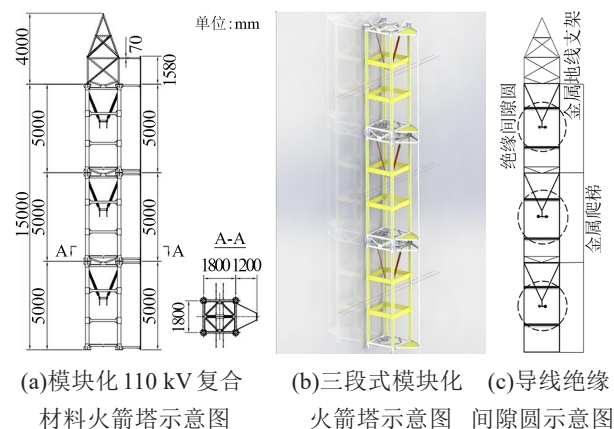 单位:mm
4000
70
1580
5000
5000
5000
15000
5000
5000
5000
A
A
A-A
1800
1200
1800
绝缘间隙圆
金属地线支架
金属爬梯
(a)模块化110 kV复合
材料火箭塔示意图
(b)三段式模块化
火箭塔示意图
(c)导线绝缘
间隙圆示意图